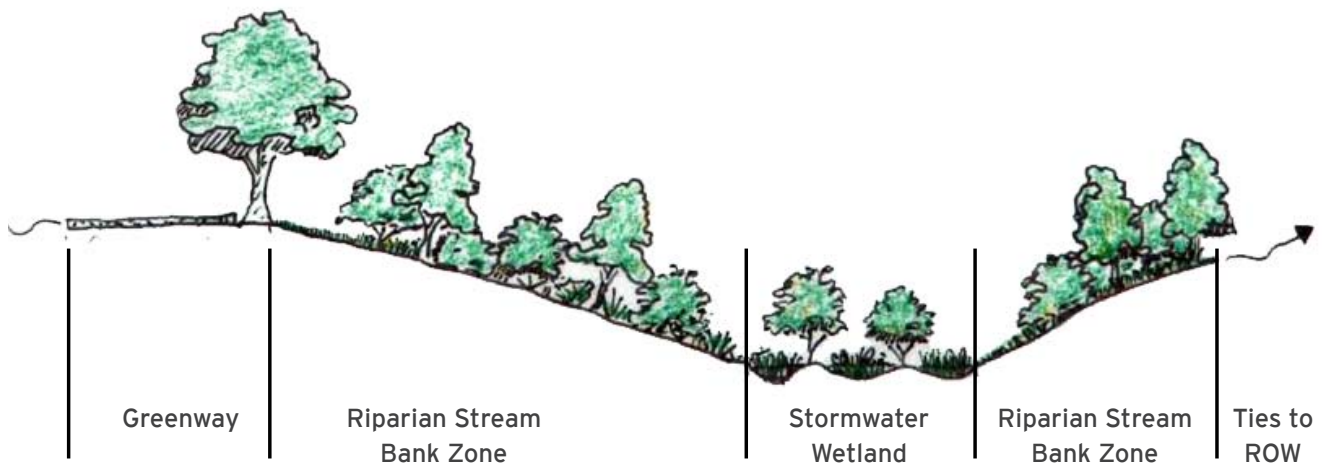 Greenway
Riparian Stream
Bank Zone
Stormwater
Wetland
Riparian Stream
Bank Zone
Ties to
ROW